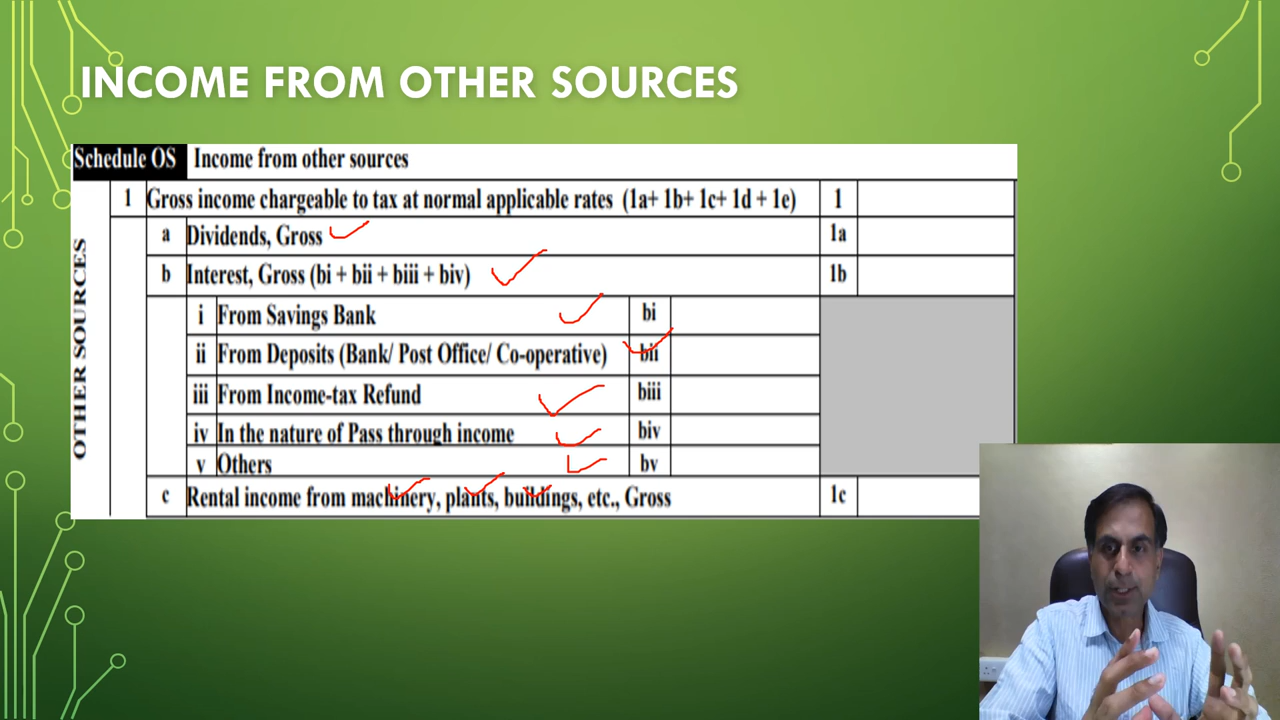 INCOME FROM OTHER SOURCES
Schedule OS Income from other sources
OTHER SOURCES
1 Gross income chargeable to tax at normal applicable rates (1a+ 1b+ 1c+ 1d + 1e) 1
a Dividends, Gross 1a
b Interest, Gross (bi + bii + biii + biv) 1b
i From Savings Bank bi
ii From Deposits (Bank/ Post Office/ Co-operative) bii
iii From Income-tax Refund biii
iv In the nature of Pass through income biv
v Others bv
c Rental income from machinery, plants, buildings, etc., Gross 1c